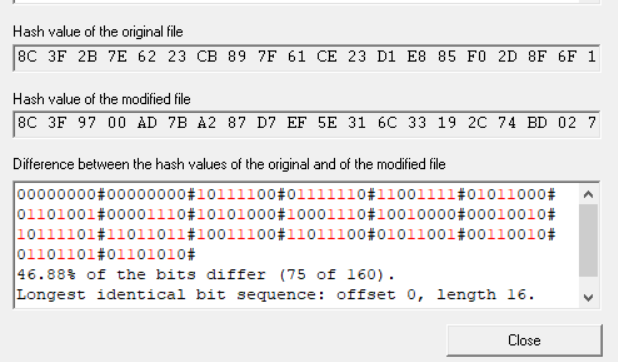 Hash value of the original file
8C 3F 2B 7E 62 23 CB 89 7F 61 CE 23 D1 E8 85 F0 2D 8F 6F 1
Hash value of the modified file
8C 3F 97 00 AD 7B A2 87 D7 EF 5E 31 6C 33 19 2C 74 BD 02 7
Difference between the hash values of the original and of the modified file
00000000#00000000#10111100#01111110#11001111#01011000#
01101001#00001110#10101000#10001110#10010000#00010010#
10111101#11011011#10011100#11011100#01011001#00110010#
01101101#01101010#
46.88% of the bits differ (75 of 160).
Longest identical bit sequence: offset 0, length 16.
Close